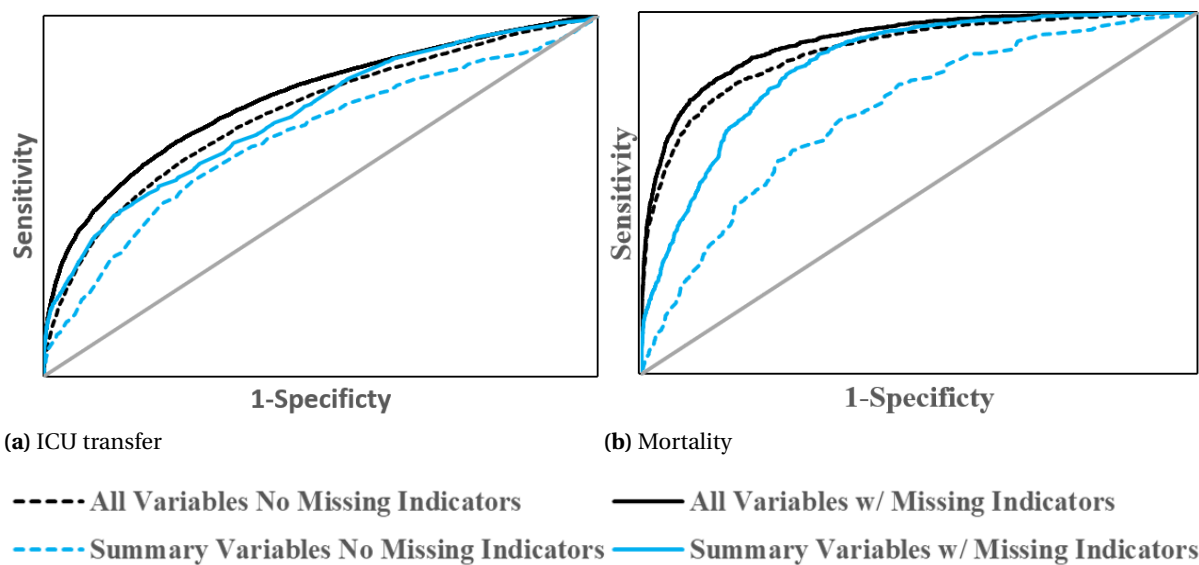 Sensitivity
Sensitivity
1-Specificty
1-Specificty
(a) ICU transfer
(b) Mortality
All Variables No Missing Indicators
All Variables w/ Missing Indicators
Summary Variables No Missing Indicators
Summary Variables w/ Missing Indicators